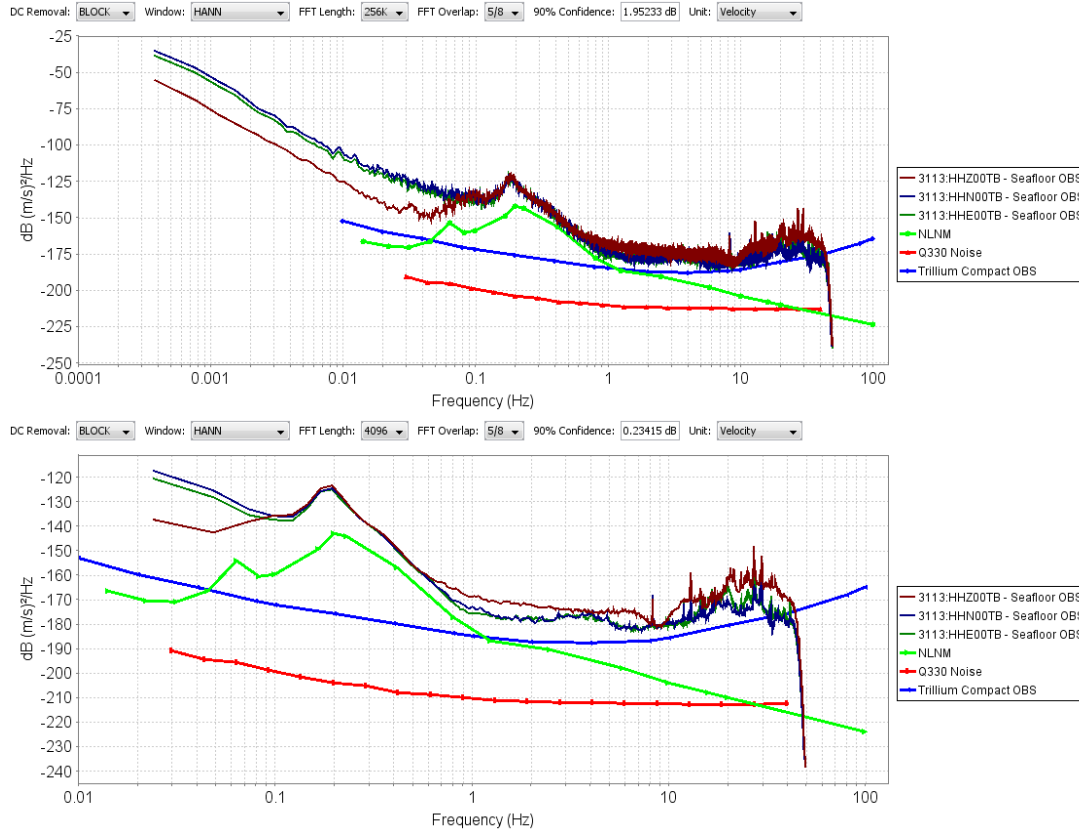 DC Removal: BLOCK Window: HANN FFT Length: 256K FFT Overlap: 5/8 90% Confidence: 1.95233 dB Unit: Velocity
-25
-50
-75
-100
-125
-150
-175
-200
-225
-250
dB (m/s)²/Hz
0.0001 0.001 0.01 0.1 1 10 100
Frequency (Hz)
3113:HHZ00TB - Seafloor OBS
3113:HHN00TB - Seafloor OBS
3113:HHE00TB - Seafloor OBS
NLNM
Q330 Noise
Trillium Compact OBS
DC Removal: BLOCK Window: HANN FFT Length: 4096 FFT Overlap: 5/8 90% Confidence: 0.23415 dB Unit: Velocity
-120
-130
-140
-150
-160
-170
-180
-190
-200
-210
-220
-230
-240
dB (m/s)²/Hz
0.01 0.1 1 10 100
Frequency (Hz)
3113:HHZ00TB - Seafloor OBS
3113:HHN00TB - Seafloor OBS
3113:HHE00TB - Seafloor OBS
NLNM
Q330 Noise
Trillium Compact OBS